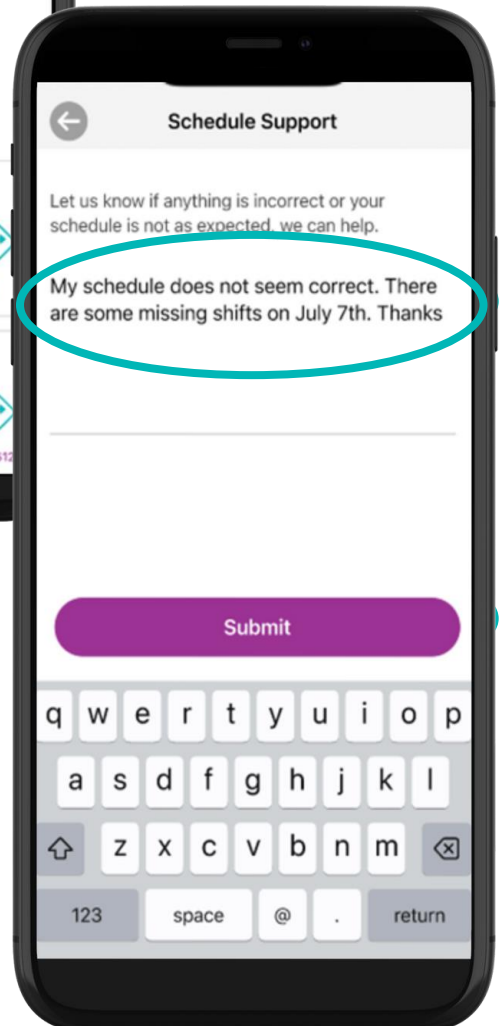 Schedule Support
Let us know if anything is incorrect or your
schedule is not as expected, we can help.
My schedule does not seem correct. There
are some missing shifts on July 7th. Thanks
Submit
q w e r t y u i o p
a s d f g h j k l
z x c v b n m
123 space @ . return